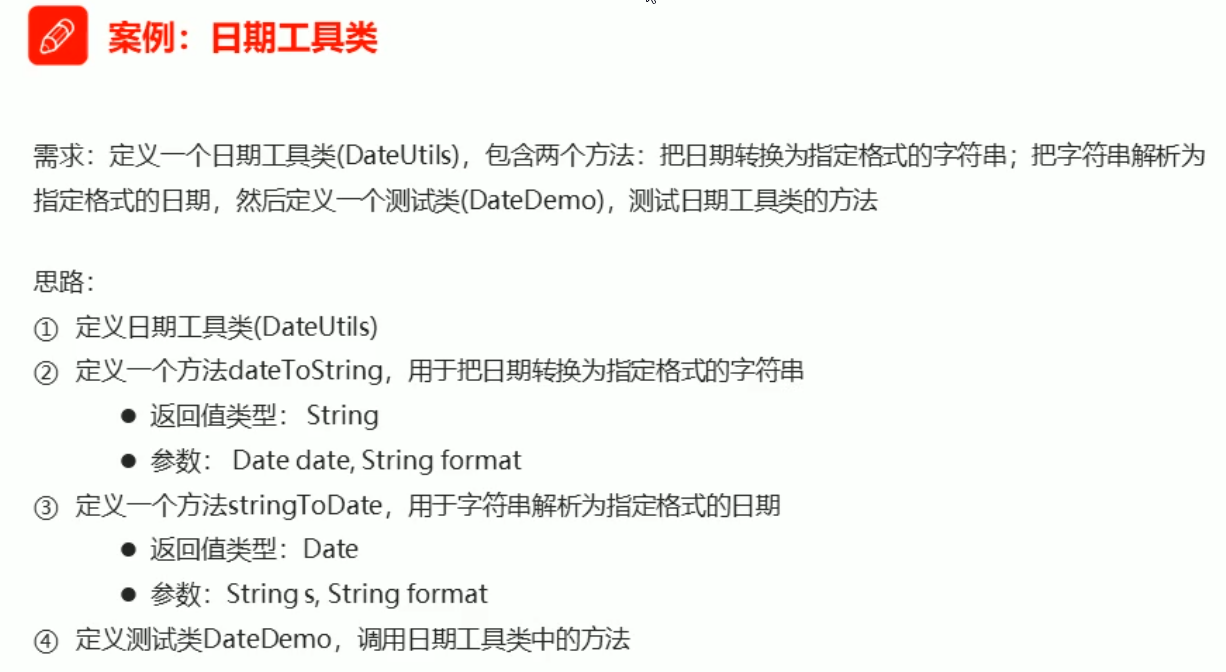 案例：日期工具类
需求：定义一个日期工具类(DateUtils)，包含两个方法：把日期转换为指定格式的字符串；把字符串解析为
指定格式的日期，然后定义一个测试类(DateDemo)，测试日期工具类的方法
思路：
① 定义日期工具类(DateUtils)
② 定义一个方法dateToString，用于把日期转换为指定格式的字符串
● 返回值类型： String
● 参数： Date date, String format
③ 定义一个方法stringToDate，用于字符串解析为指定格式的日期
● 返回值类型：Date
● 参数：String s, String format
④ 定义测试类DateDemo，调用日期工具类中的方法